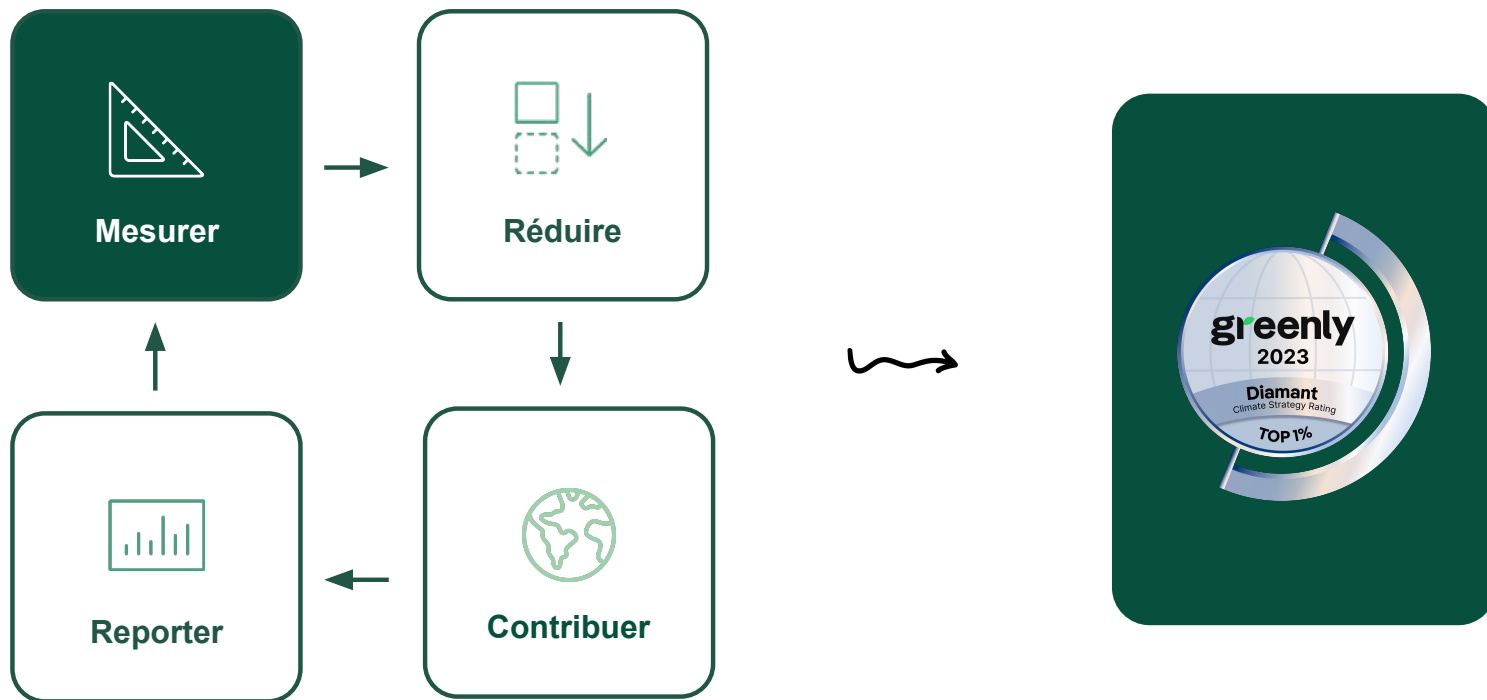 Mesurer
Réduire
Reporter
Contribuer
greenly
2023
Diamant
Climate Strategy Rating
TOP 1%